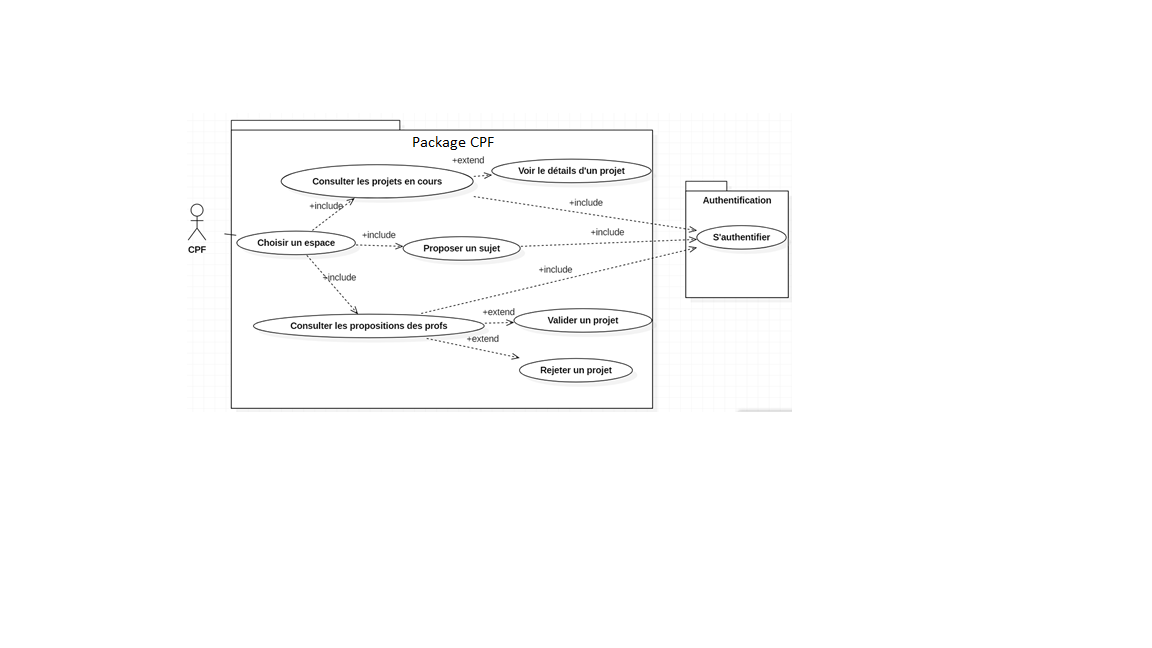 Package CPF
+extend
Voir le détails d'un projet
Consulter les projets en cours
+include
+include
Authentification
CPF
Choisir un espace
+include
Proposer un sujet
+include
S'authentifier
+include
+include
Consulter les propositions des profs
+extend
Valider un projet
+extend
Rejeter un projet